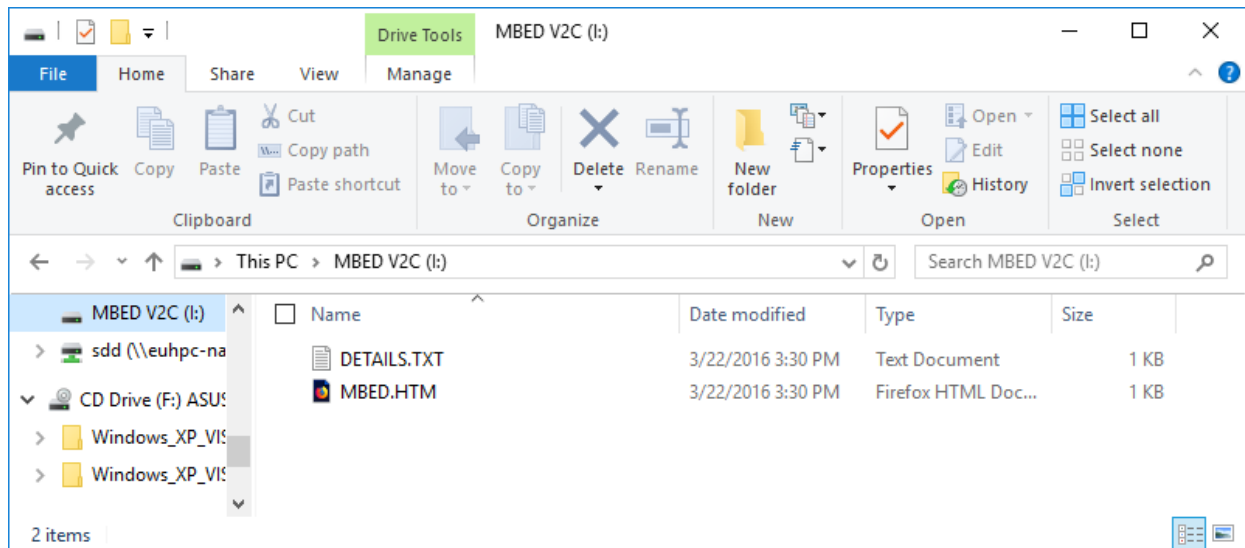 Drive Tools MBED V2C (I:)
File Home Share View Manage
Pin to Quick access
Copy
Paste
Cut
Copy path
Paste shortcut
Clipboard
Move to
Copy to
Delete
Rename
Organize
New folder
New
Properties
Open
Edit
History
Open
Select all
Select none
Invert selection
Select
This PC > MBED V2C (I:)
Search MBED V2C (I:)
MBED V2C (I:)
sdd (\\euhpc-na
CD Drive (F:) ASUS
Windows_XP_VIS
Windows_XP_VIS
Name Date modified Type Size
DETAILS.TXT 3/22/2016 3:30 PM Text Document 1 KB
MBED.HTM 3/22/2016 3:30 PM Firefox HTML Doc... 1 KB
2 items